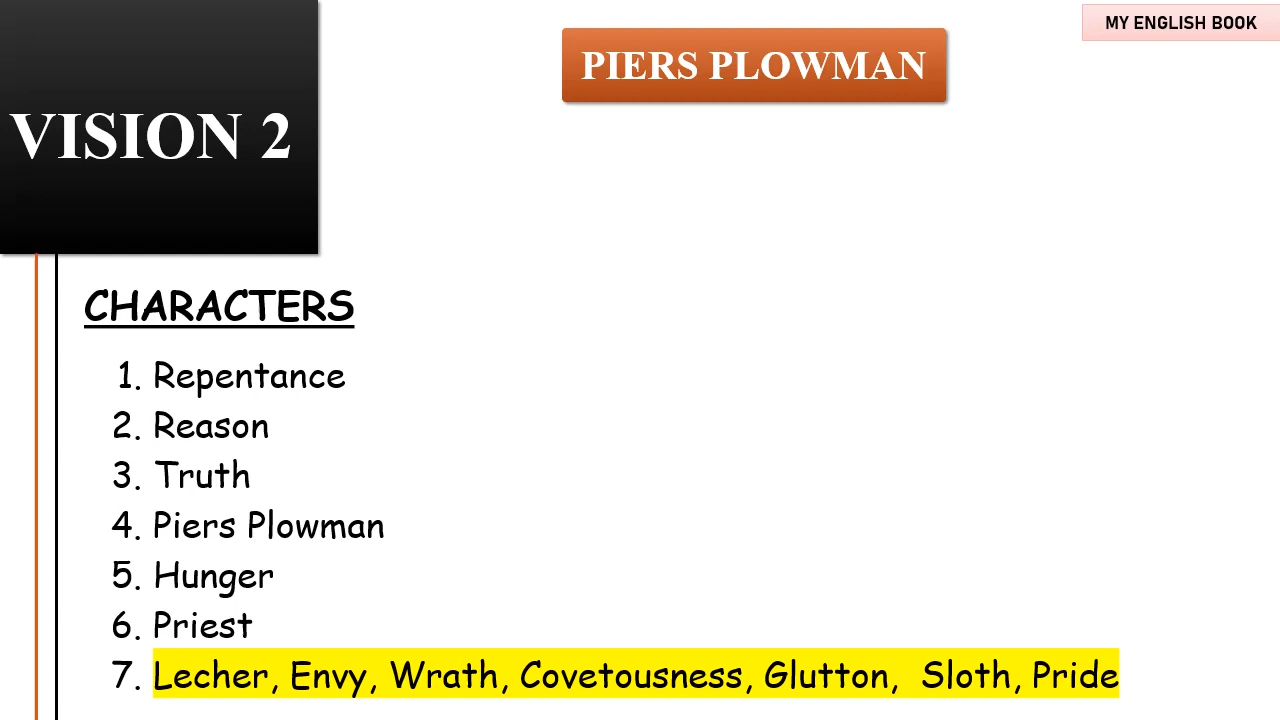 MY ENGLISH BOOK
PIERS PLOWMAN
VISION 2
CHARACTERS
1. Repentance
2. Reason
3. Truth
4. Piers Plowman
5. Hunger
6. Priest
7. Lecher, Envy, Wrath, Covetousness, Glutton, Sloth, Pride